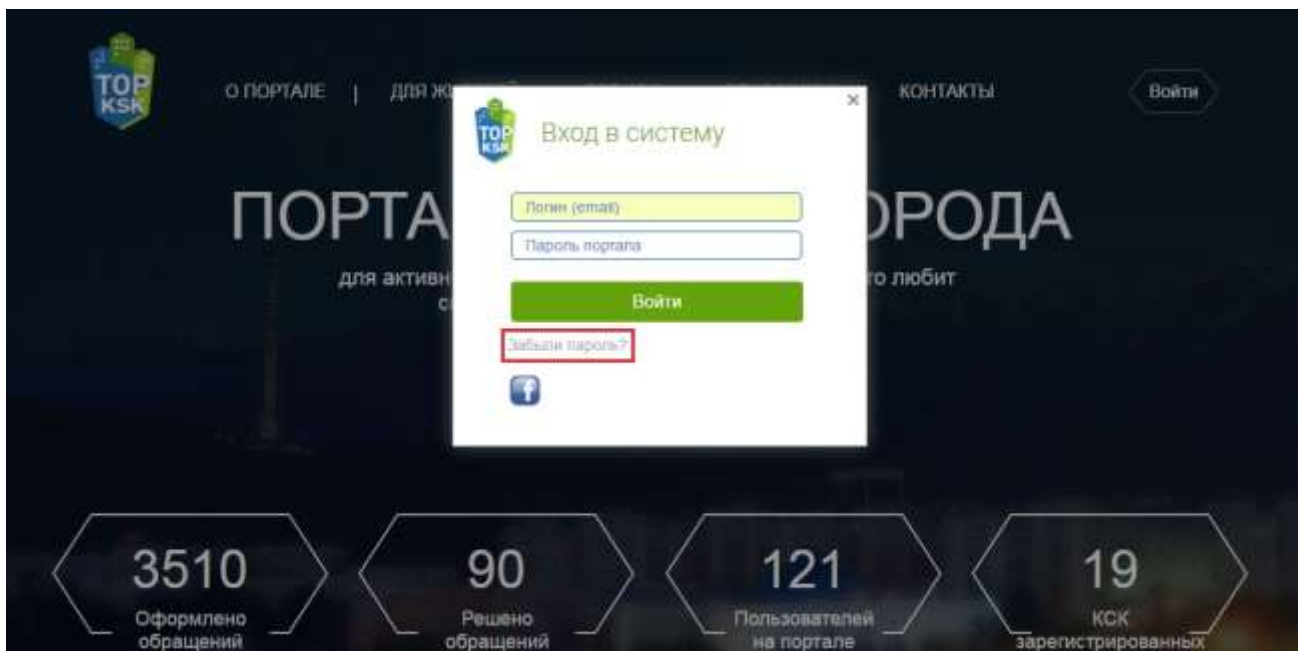 TOP
KSK
О ПОРТАЛЕ | ДЛЯ Ж
КОНТАКТЫ
Войти
TOP
KSK
Вход в систему
×
ПОРТА
ОРОДА
для активн
то любит
с
Логин (email)
Пароль портала
Войти
Забыли пароль?
f
3510
Оформлено
обращений
90
Решено
обращений
121
Пользователей
на портале
19
КСК
зарегистрированных